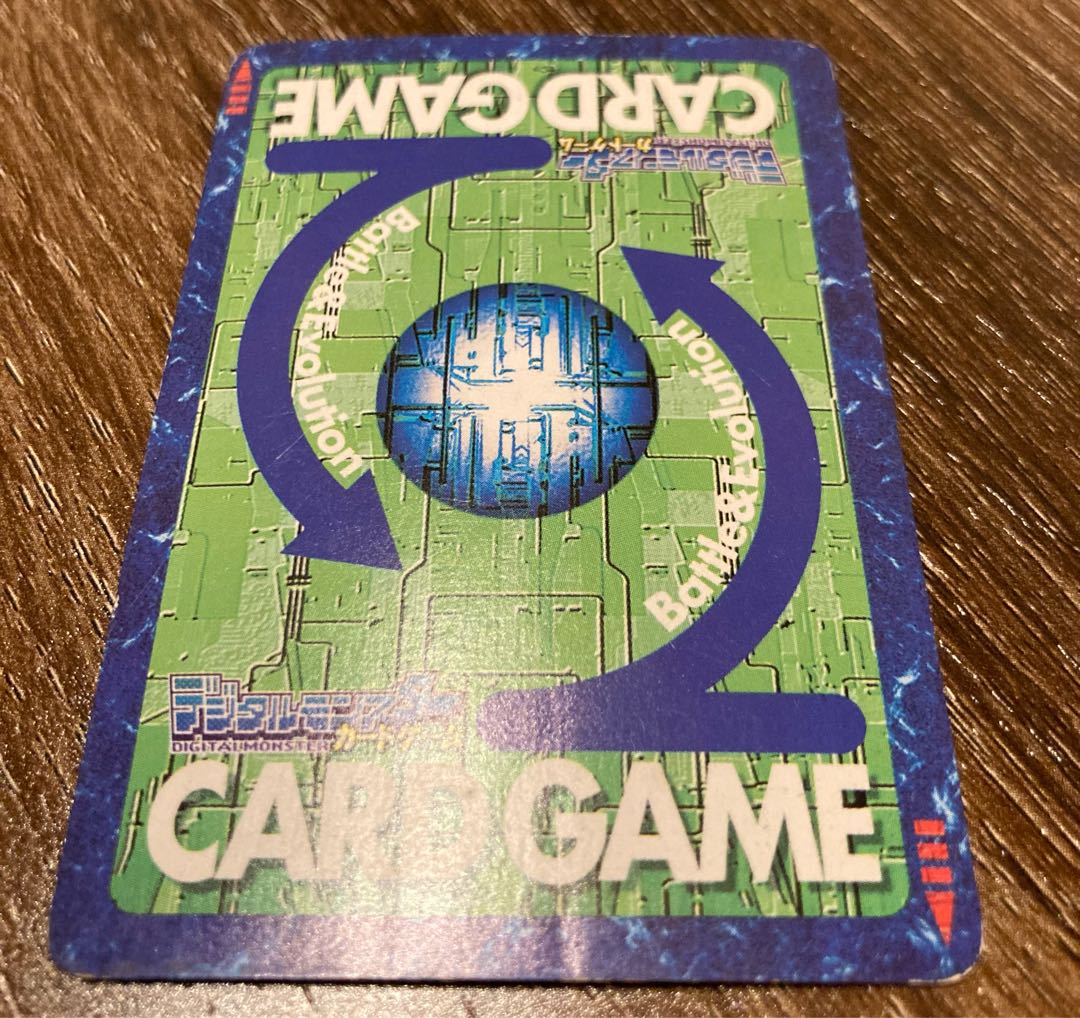 CARD GAME
デジタルモンスター
カードゲーム
Battle&Evolution
Battle&Evolution
デジタルモンスター
DIGITAL MONSTER カードゲーム
CARD GAME